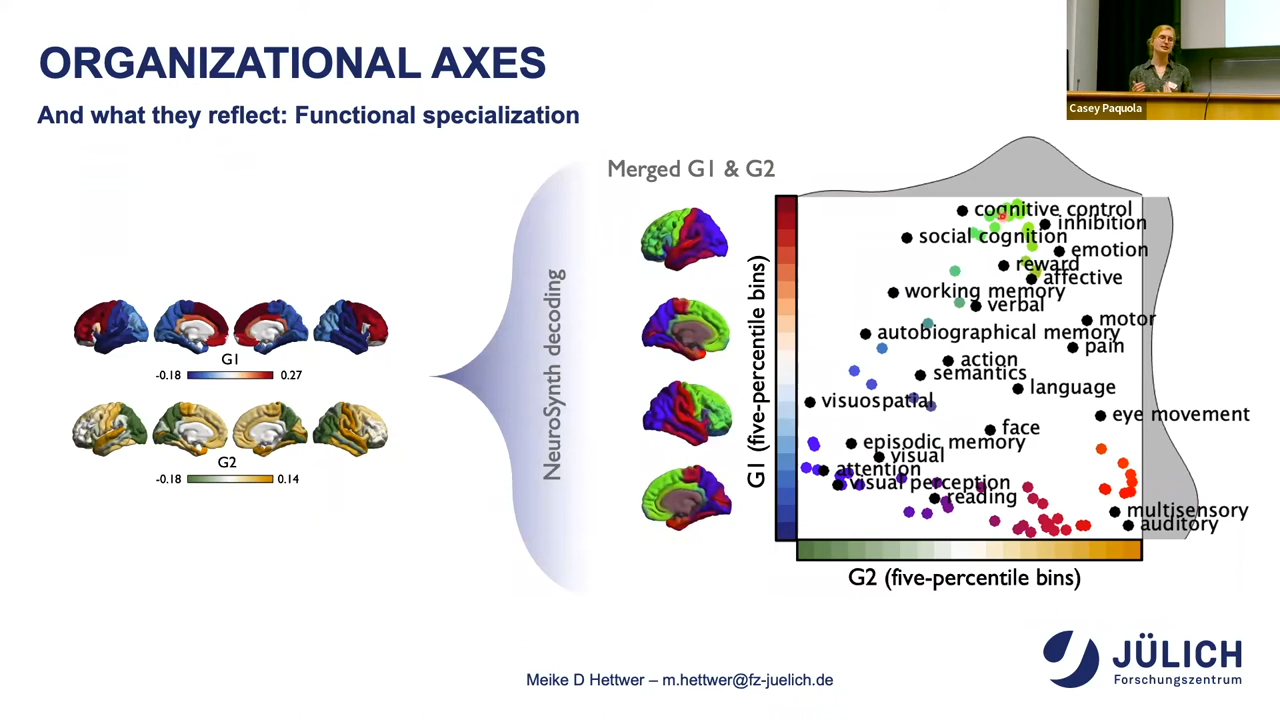 ORGANIZATIONAL AXES
And what they reflect: Functional specialization
Casey Paquola
G1
-0.18
0.27
G2
-0.18
0.14
NeuroSynth decoding
Merged G1 & G2
G1 (five-percentile bins)
cognitive control
inhibition
social cognition
emotion
reward
affective
working memory
verbal
motor
autobiographical memory
pain
action
semantics
language
visuospatial
eye movement
face
episodic memory
visual
attention
visual perception
reading
multisensory
auditory
G2 (five-percentile bins)
Meike D Hettwer – m.hettwer@fz-juelich.de
JÜLICH
Forschungszentrum